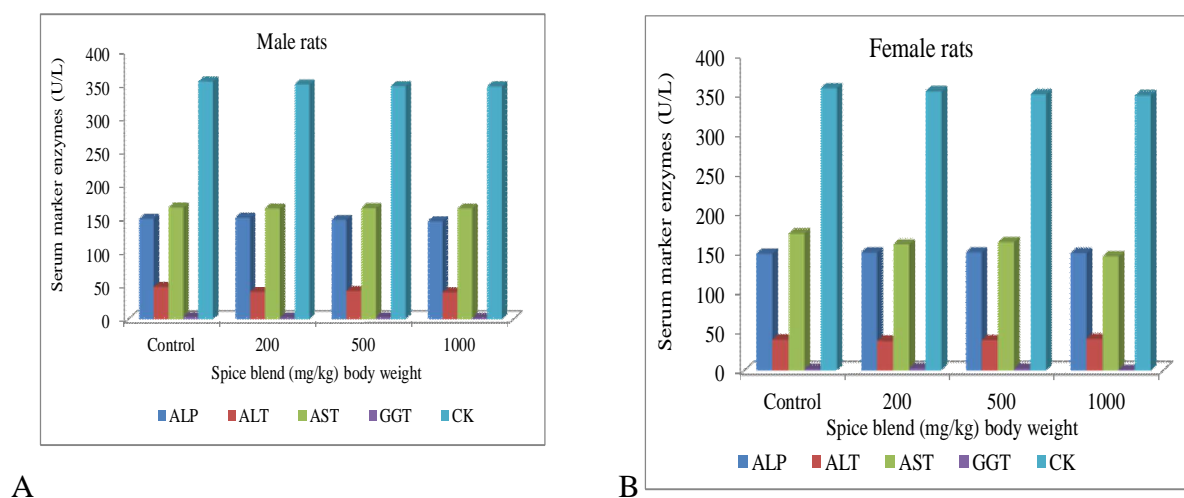 Male rats
Serum marker enzymes (U/L)
400
350
300
250
200
150
100
50
0
Control 200 500 1000
Spice blend (mg/kg) body weight
ALP ALT AST GGT CK
A
Female rats
Serum marker enzymes (U/L)
400
350
300
250
200
150
100
50
0
Control 200 500 1000
Spice blend (mg/kg) body weight
ALP ALT AST GGT CK
B